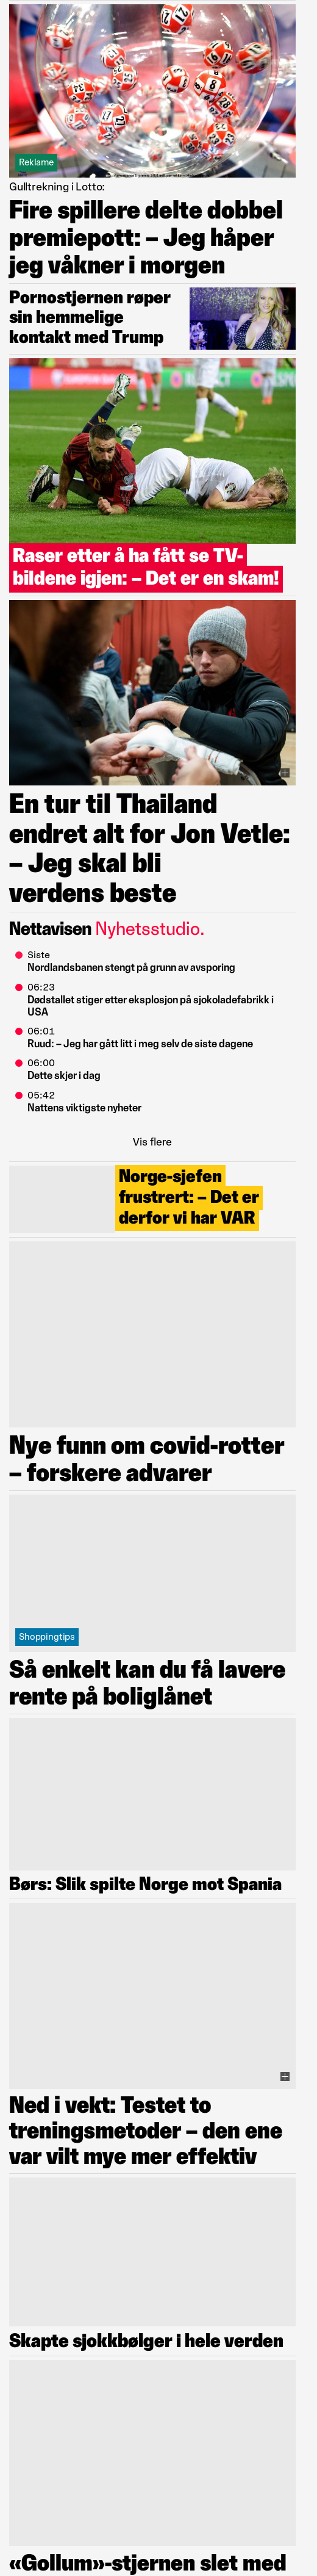 Reklame
Gulltrekning i Lotto:
Fire spillere delte dobbel
premiepott: – Jeg håper
jeg våkner i morgen
Pornostjernen røper
sin hemmelige
kontakt med Trump
Raser etter å ha fått se TV-
bildene igjen: – Det er en skam!
En tur til Thailand
endret alt for Jon Vetle:
– Jeg skal bli
verdens beste
Nettavisen Nyhetsstudio.
Siste
Nordlandsbanen stengt på grunn av avsporing
06:23
Dødstallet stiger etter eksplosjon på sjokoladefabrikk i
USA
06:01
Ruud: – Jeg har gått litt i meg selv de siste dagene
06:00
Dette skjer i dag
05:42
Nattens viktigste nyheter
Vis flere
Norge-sjefen
frustrert: – Det er
derfor vi har VAR
Nye funn om covid-rotter
– forskere advarer
Shoppingtips
Så enkelt kan du få lavere
rente på boliglånet
Børs: Slik spilte Norge mot Spania
Ned i vekt: Testet to
treningsmetoder – den ene
var vilt mye mer effektiv
Skapte sjokkbølger i hele verden
«Gollum»-stjernen slet med